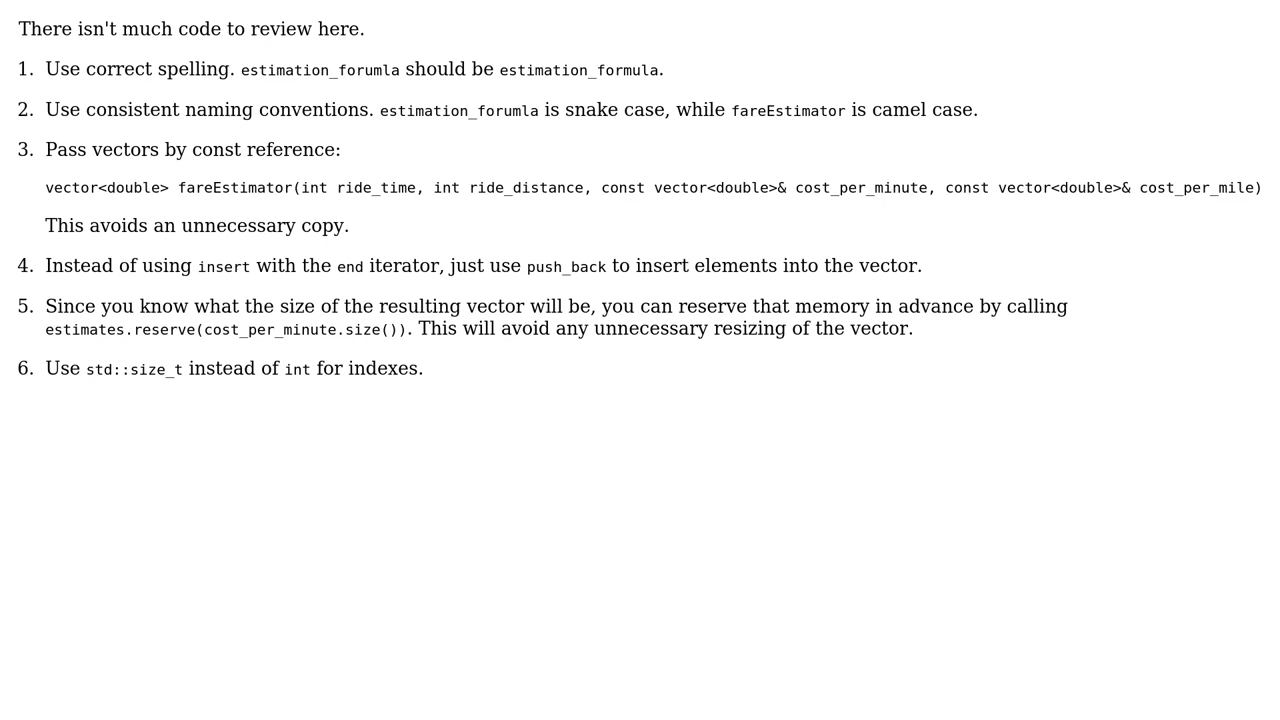 There isn't much code to review here.
1. Use correct spelling. estimation_forumla should be estimation_formula.
2. Use consistent naming conventions. estimation_forumla is snake case, while fareEstimator is camel case.
3. Pass vectors by const reference:
vector<double> fareEstimator(int ride_time, int ride_distance, const vector<double>& cost_per_minute, const vector<double>& cost_per_mile)
This avoids an unnecessary copy.
4. Instead of using insert with the end iterator, just use push_back to insert elements into the vector.
5. Since you know what the size of the resulting vector will be, you can reserve that memory in advance by calling
estimates.reserve(cost_per_minute.size()). This will avoid any unnecessary resizing of the vector.
6. Use std::size_t instead of int for indexes.